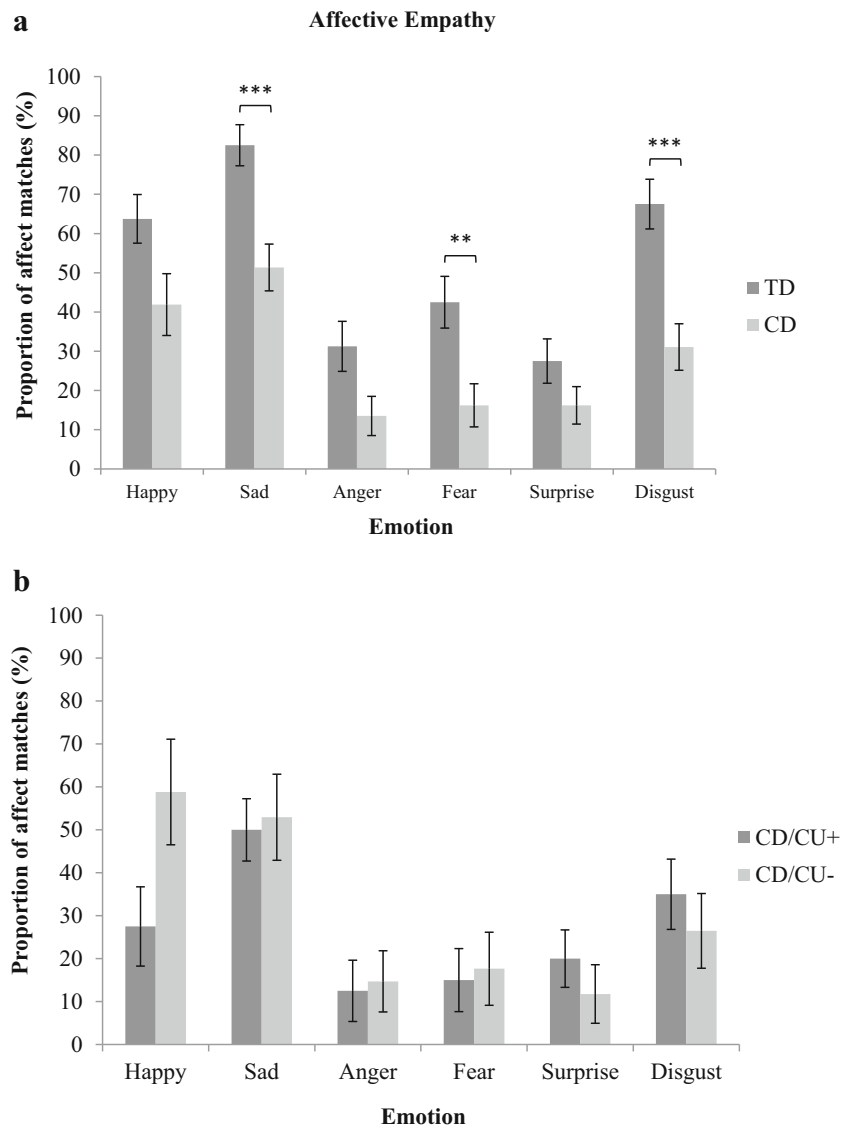 a
Affective Empathy
Proportion of affect matches (%)
100
90
80
70
60
50
40
30
20
10
0
***
**
***
TD
CD
Happy Sad Anger Fear Surprise Disgust
Emotion
b
Proportion of affect matches (%)
100
90
80
70
60
50
40
30
20
10
0
CD/CU+
CD/CU-
Happy Sad Anger Fear Surprise Disgust
Emotion